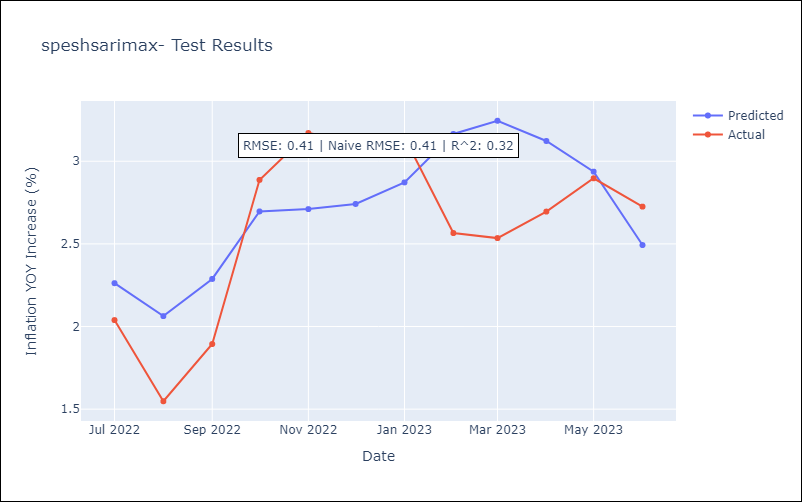 speshsarimax- Test Results
Predicted
Actual
RMSE: 0.41 | Naive RMSE: 0.41 | R^2: 0.32
Inflation YOY Increase (%)
3
2.5
2
1.5
Jul 2022
Sep 2022
Nov 2022
Jan 2023
Mar 2023
May 2023
Date